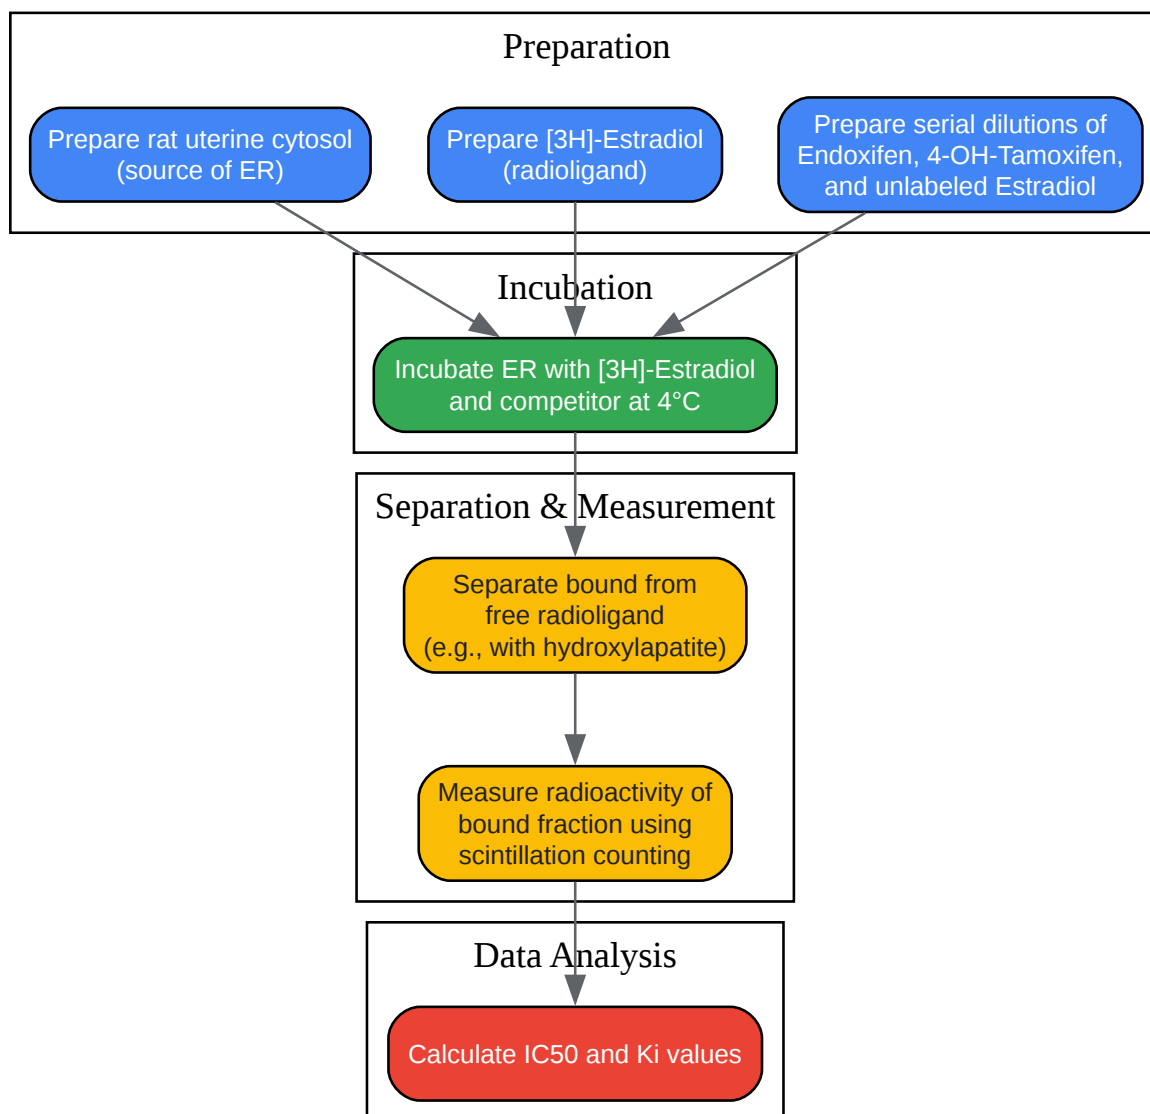 Preparation
Prepare rat uterine cytosol
(source of ER)
Prepare [3H]-Estradiol
(radioligand)
Prepare serial dilutions of
Endoxifen, 4-OH-Tamoxifen,
and unlabeled Estradiol
Incubation
Incubate ER with [3H]-Estradiol
and competitor at 4°C
Separation & Measurement
Separate bound from
free radioligand
(e.g., with hydroxylapatite)
Measure radioactivity of
bound fraction using
scintillation counting
Data Analysis
Calculate IC50 and Ki values